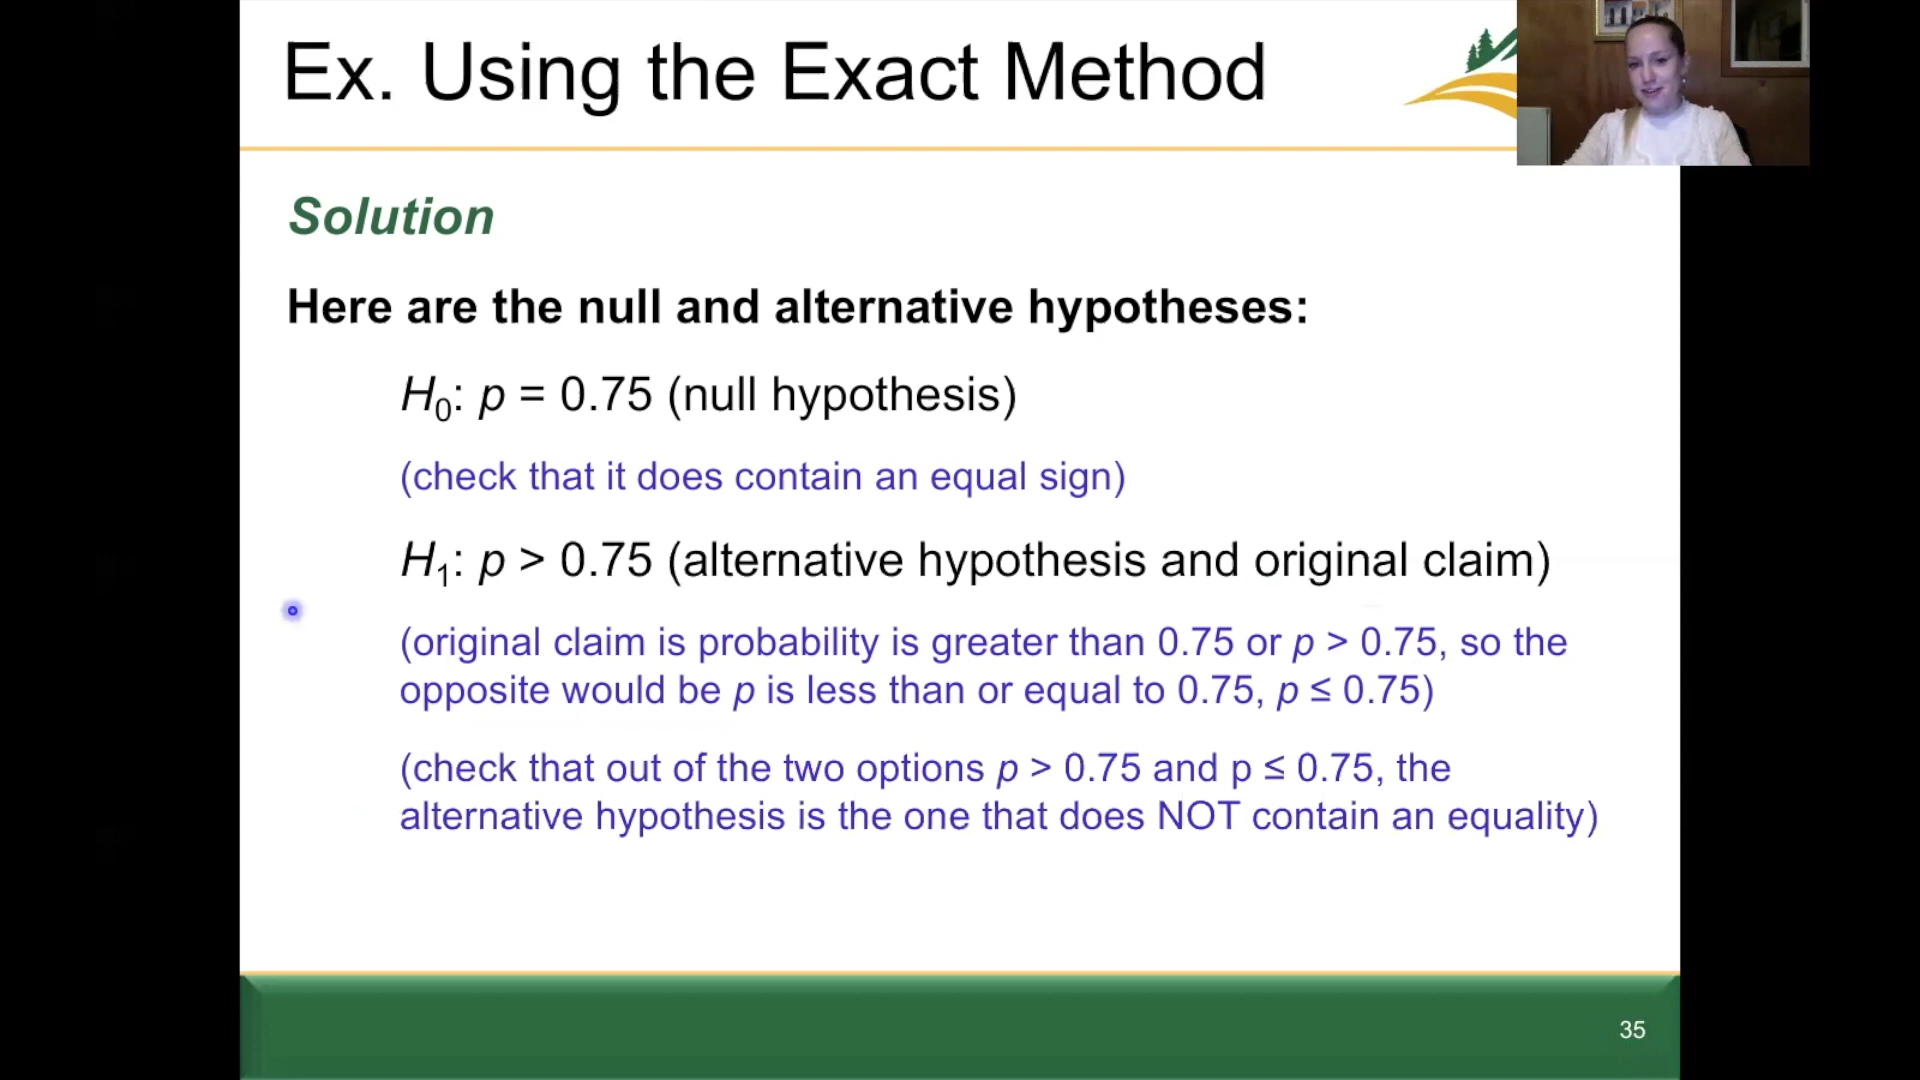 Ex. Using the Exact Method
Solution
Here are the null and alternative hypotheses:
H₀: p = 0.75 (null hypothesis)
(check that it does contain an equal sign)
H₁: p > 0.75 (alternative hypothesis and original claim)
(original claim is probability is greater than 0.75 or p > 0.75, so the
opposite would be p is less than or equal to 0.75, p ≤ 0.75)
(check that out of the two options p > 0.75 and p ≤ 0.75, the
alternative hypothesis is the one that does NOT contain an equality)
35